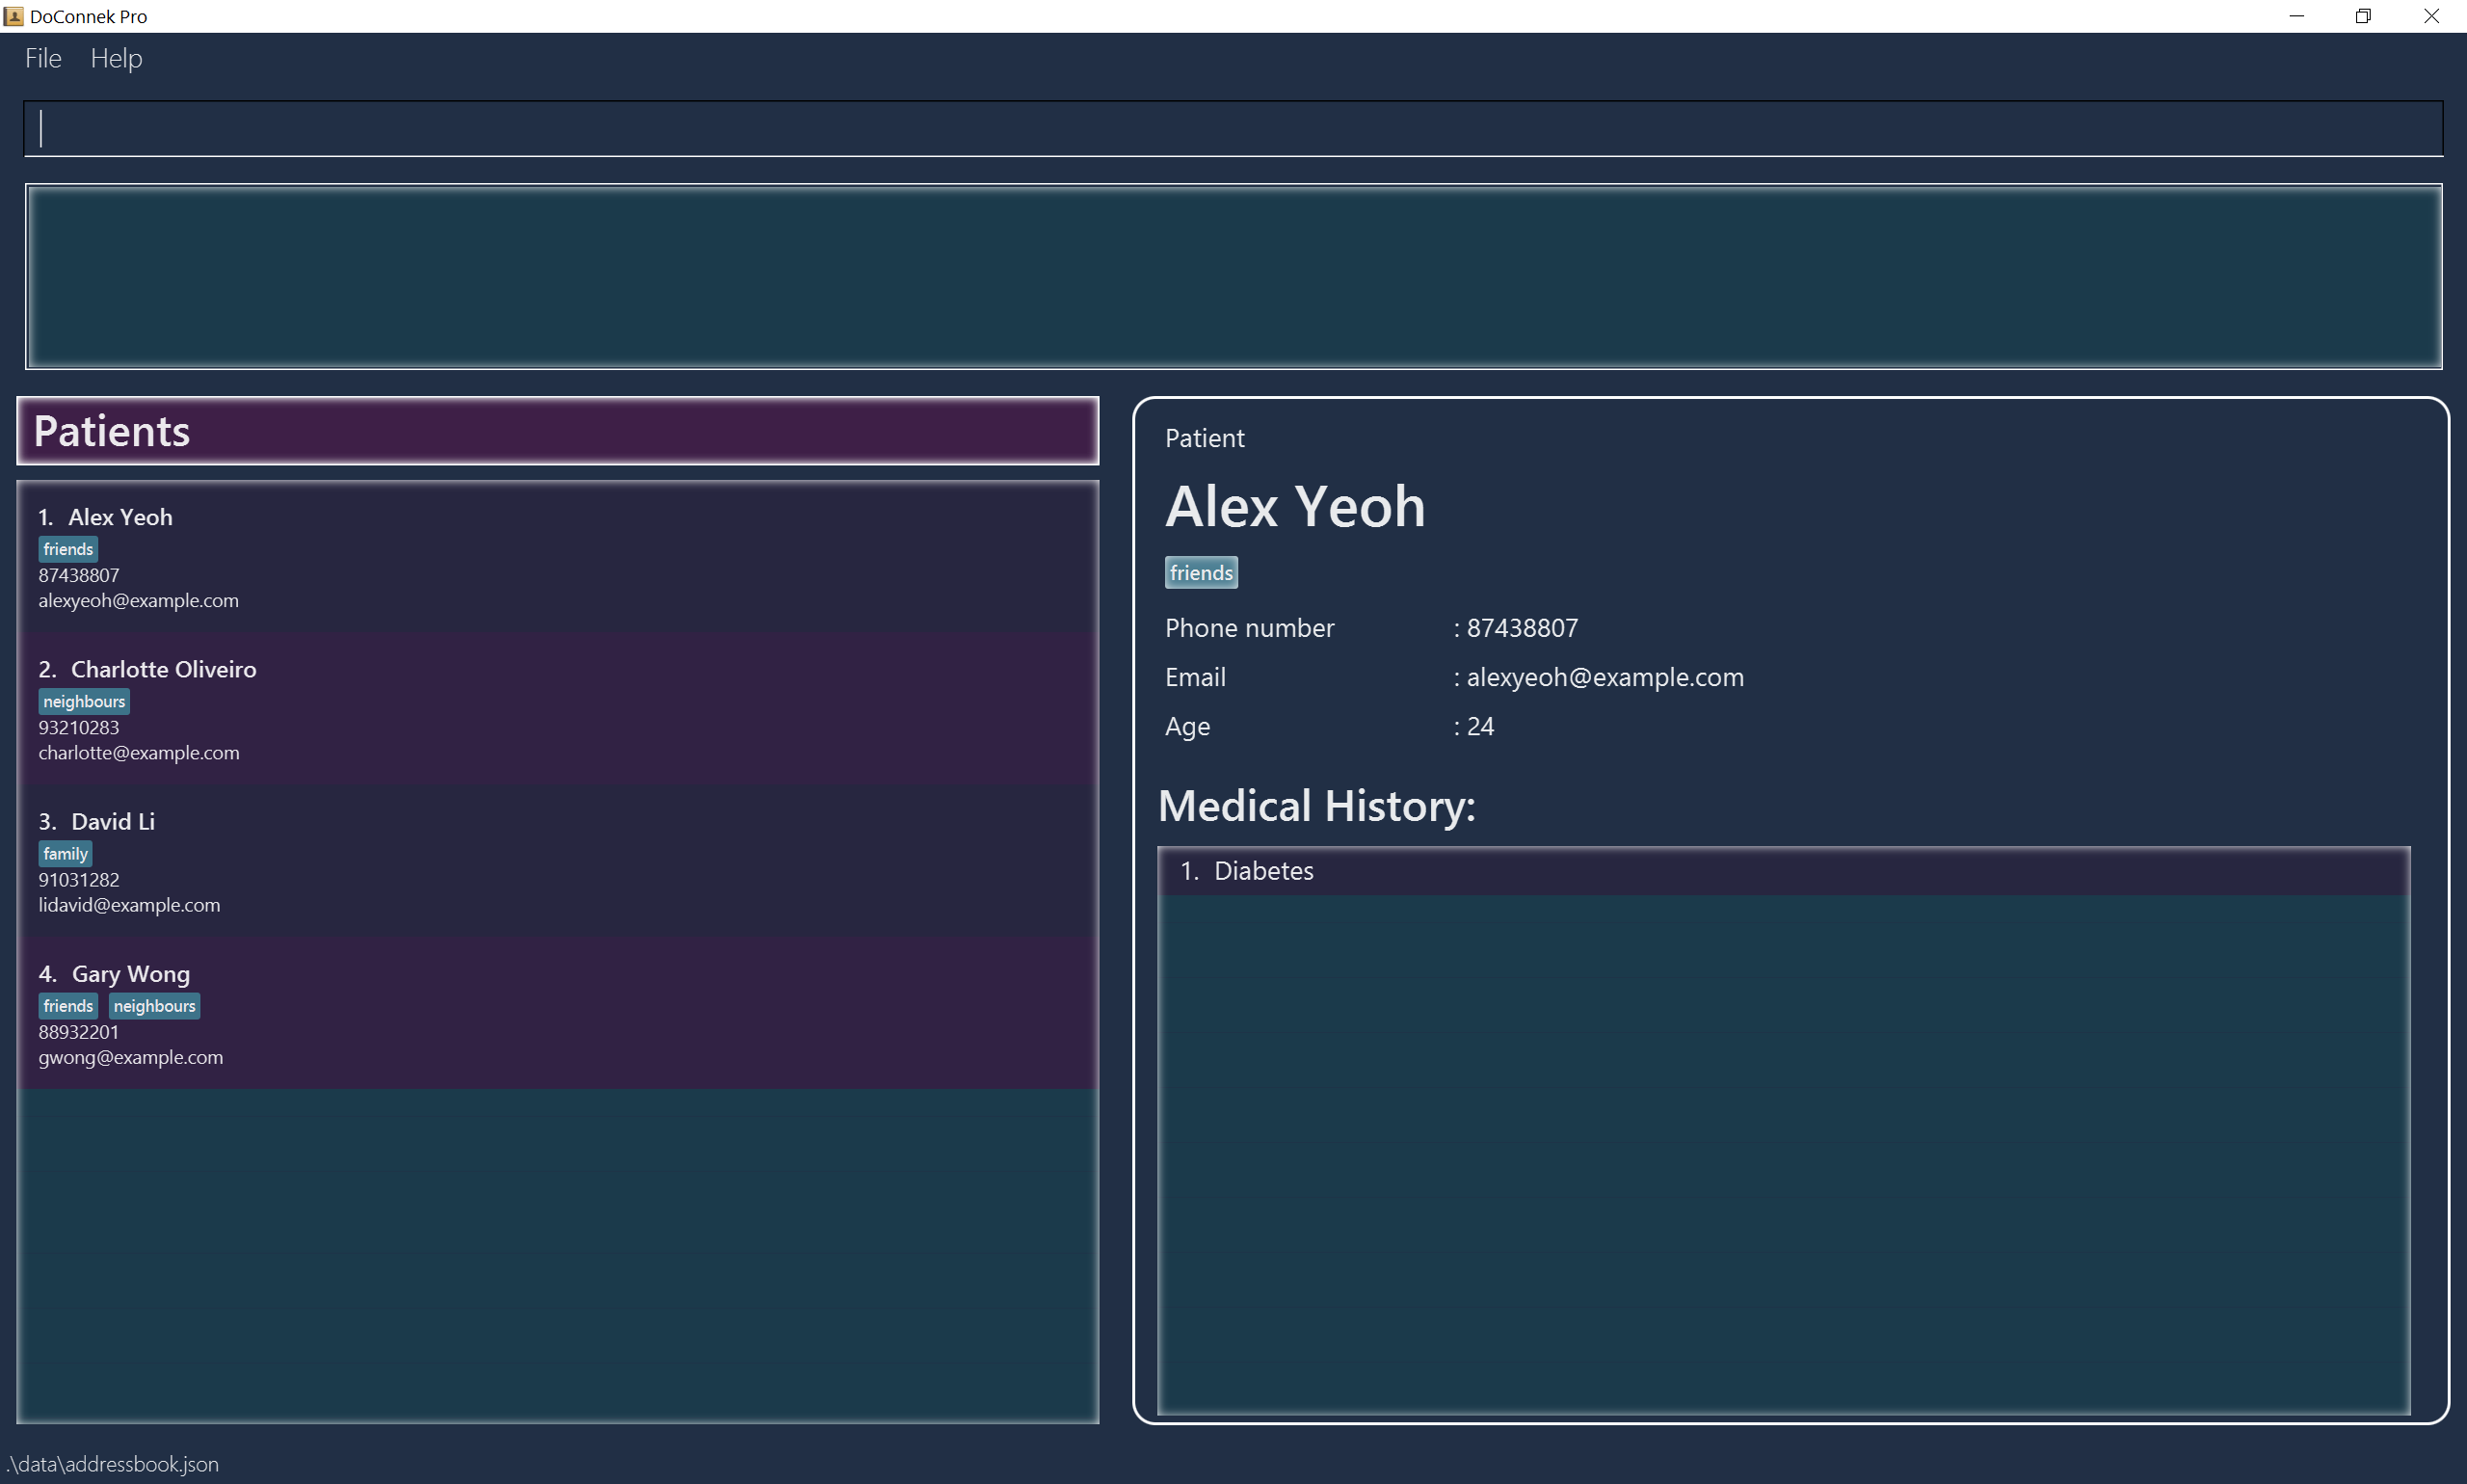 DoConnek Pro
File Help
Patients
1. Alex Yeoh
friends
87438807
alexyeoh@example.com
2. Charlotte Oliveiro
neighbours
93210283
charlotte@example.com
3. David Li
family
91031282
lidavid@example.com
4. Gary Wong
friends neighbours
88932201
gwong@example.com
Patient
Alex Yeoh
friends
Phone number : 87438807
Email : alexyeoh@example.com
Age : 24
Medical History:
1. Diabetes
.\data\addressbook.json